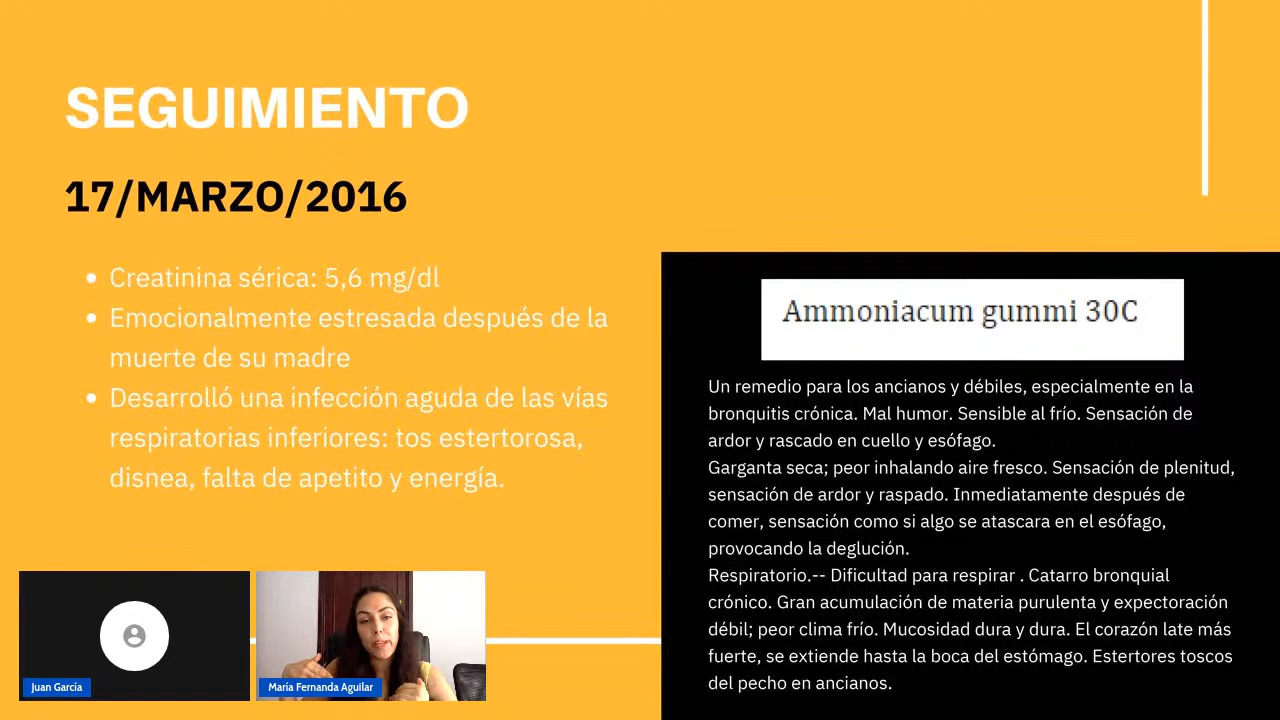 SEGUIMIENTO
17/MARZO/2016
• Creatinina sérica: 5,6 mg/dl
• Emocionalmente estresada después de la
muerte de su madre
• Desarrolló una infección aguda de las vías
respiratorias inferiores: tos estertorosa,
disnea, falta de apetito y energía.
Ammoniacum gummi 30C
Un remedio para los ancianos y débiles, especialmente en la
bronquitis crónica. Mal humor. Sensible al frío. Sensación de
ardor y rascado en cuello y esófago.
Garganta seca; peor inhalando aire fresco. Sensación de plenitud,
sensación de ardor y raspado. Inmediatamente después de
comer, sensación como si algo se atascara en el esófago,
provocando la deglución.
Respiratorio.-- Dificultad para respirar . Catarro bronquial
crónico. Gran acumulación de materia purulenta y expectoración
débil; peor clima frío. Mucosidad dura y dura. El corazón late más
fuerte, se extiende hasta la boca del estómago. Estertores toscos
del pecho en ancianos.
Juan García
María Fernanda Aguilar